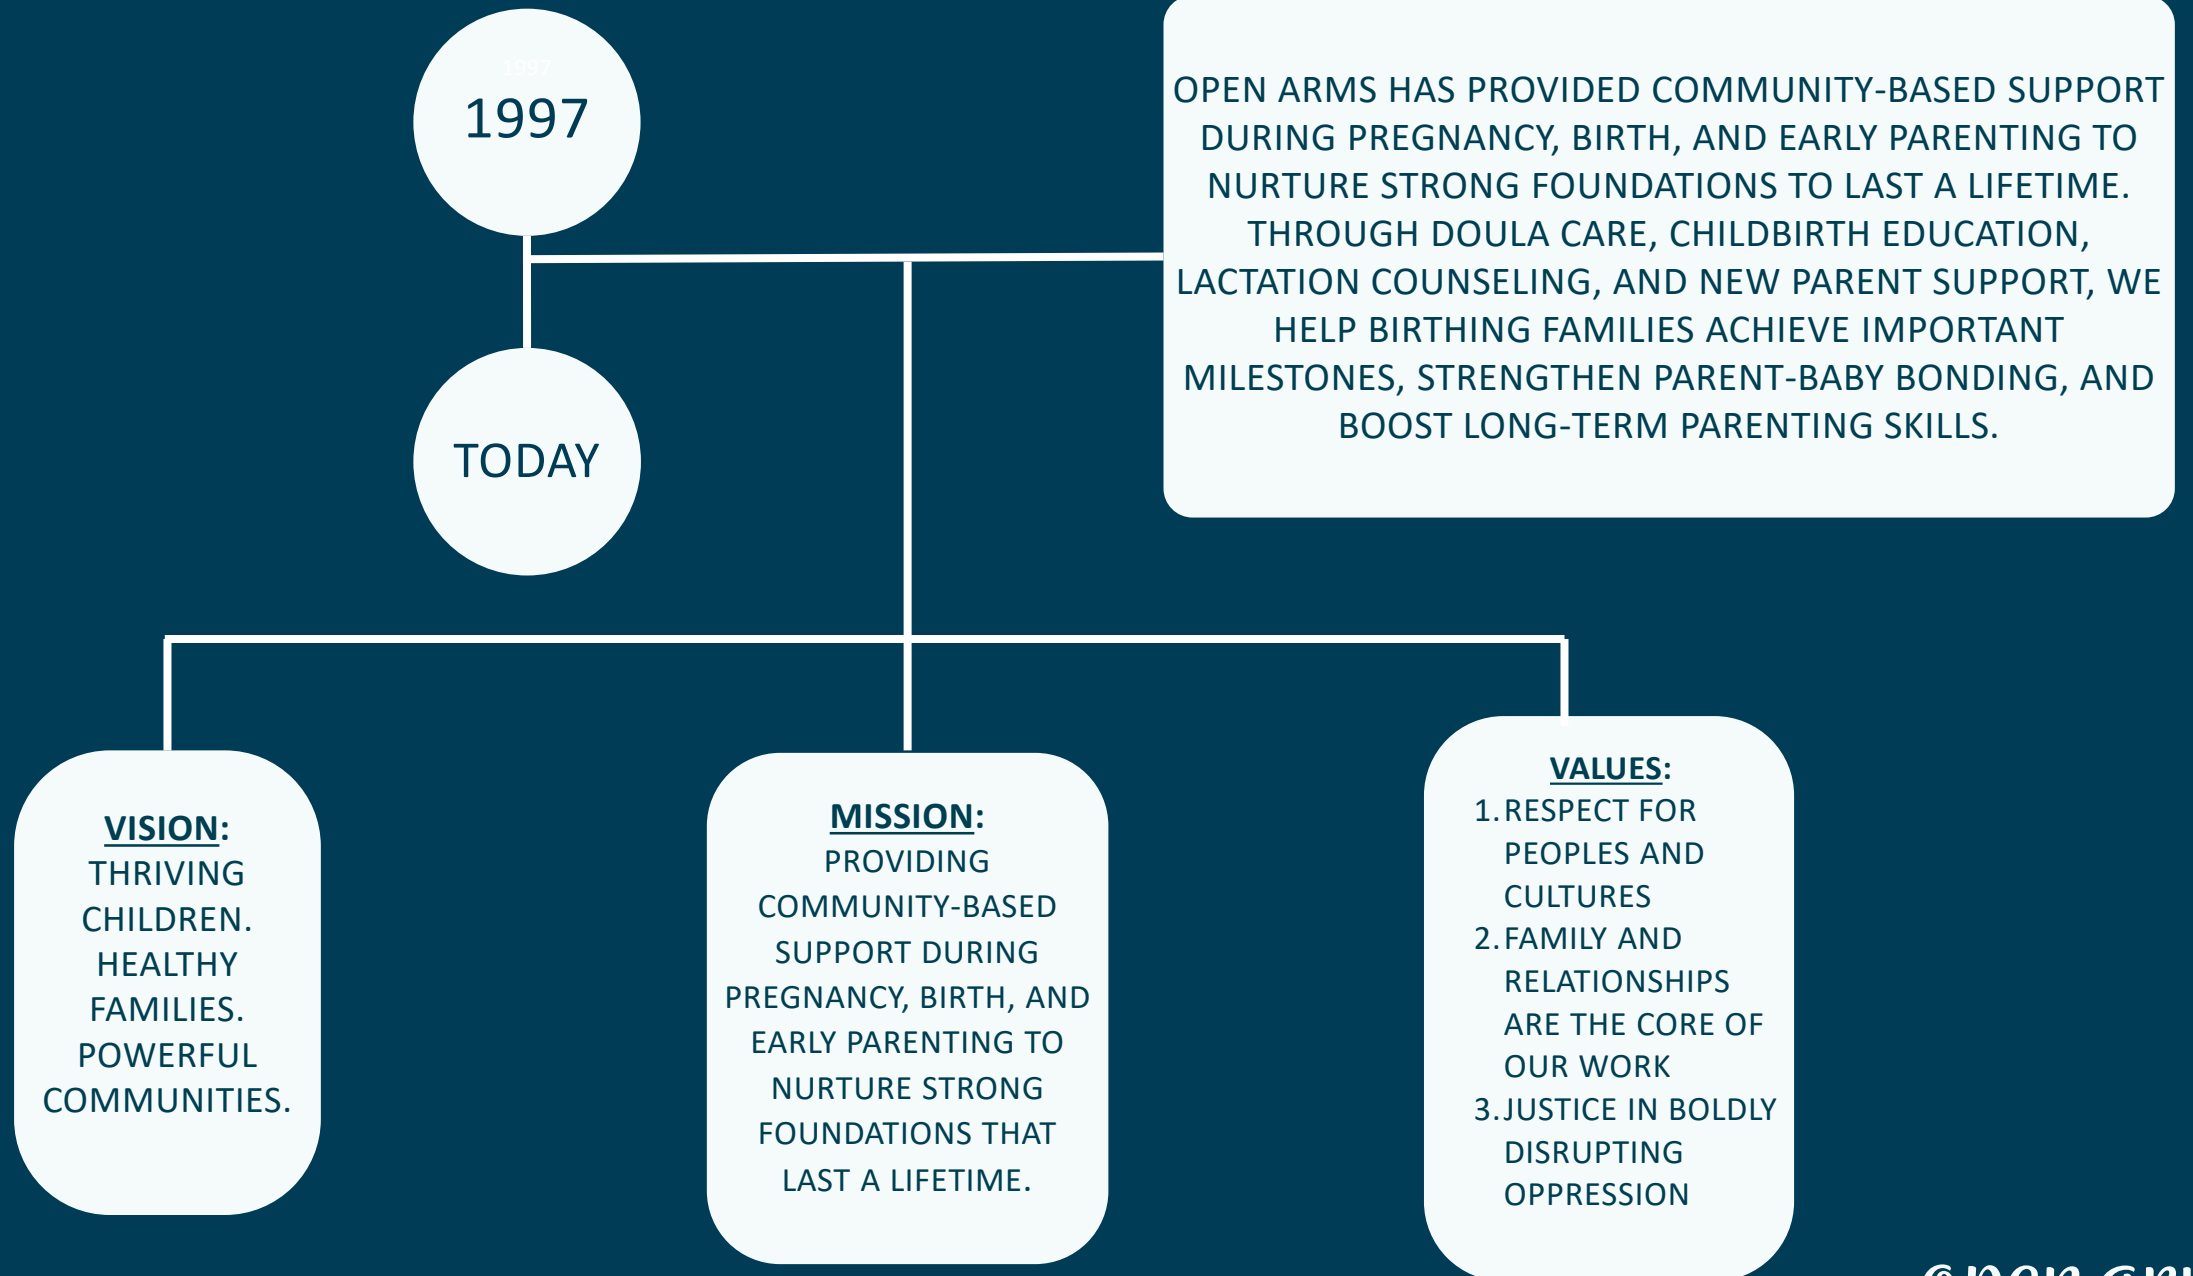 1997
1997
OPEN ARMS HAS PROVIDED COMMUNITY-BASED SUPPORT
DURING PREGNANCY, BIRTH, AND EARLY PARENTING TO
NURTURE STRONG FOUNDATIONS TO LAST A LIFETIME.
THROUGH DOULA CARE, CHILDBIRTH EDUCATION,
LACTATION COUNSELING, AND NEW PARENT SUPPORT, WE
HELP BIRTHING FAMILIES ACHIEVE IMPORTANT
MILESTONES, STRENGTHEN PARENT-BABY BONDING, AND
BOOST LONG-TERM PARENTING SKILLS.
TODAY
VISION:
THRIVING
CHILDREN.
HEALTHY
FAMILIES.
POWERFUL
COMMUNITIES.
MISSION:
PROVIDING
COMMUNITY-BASED
SUPPORT DURING
PREGNANCY, BIRTH, AND
EARLY PARENTING TO
NURTURE STRONG
FOUNDATIONS THAT
LAST A LIFETIME.
VALUES:
1. RESPECT FOR
PEOPLES AND
CULTURES
2. FAMILY AND
RELATIONSHIPS
ARE THE CORE OF
OUR WORK
3. JUSTICE IN BOLDLY
DISRUPTING
OPPRESSION